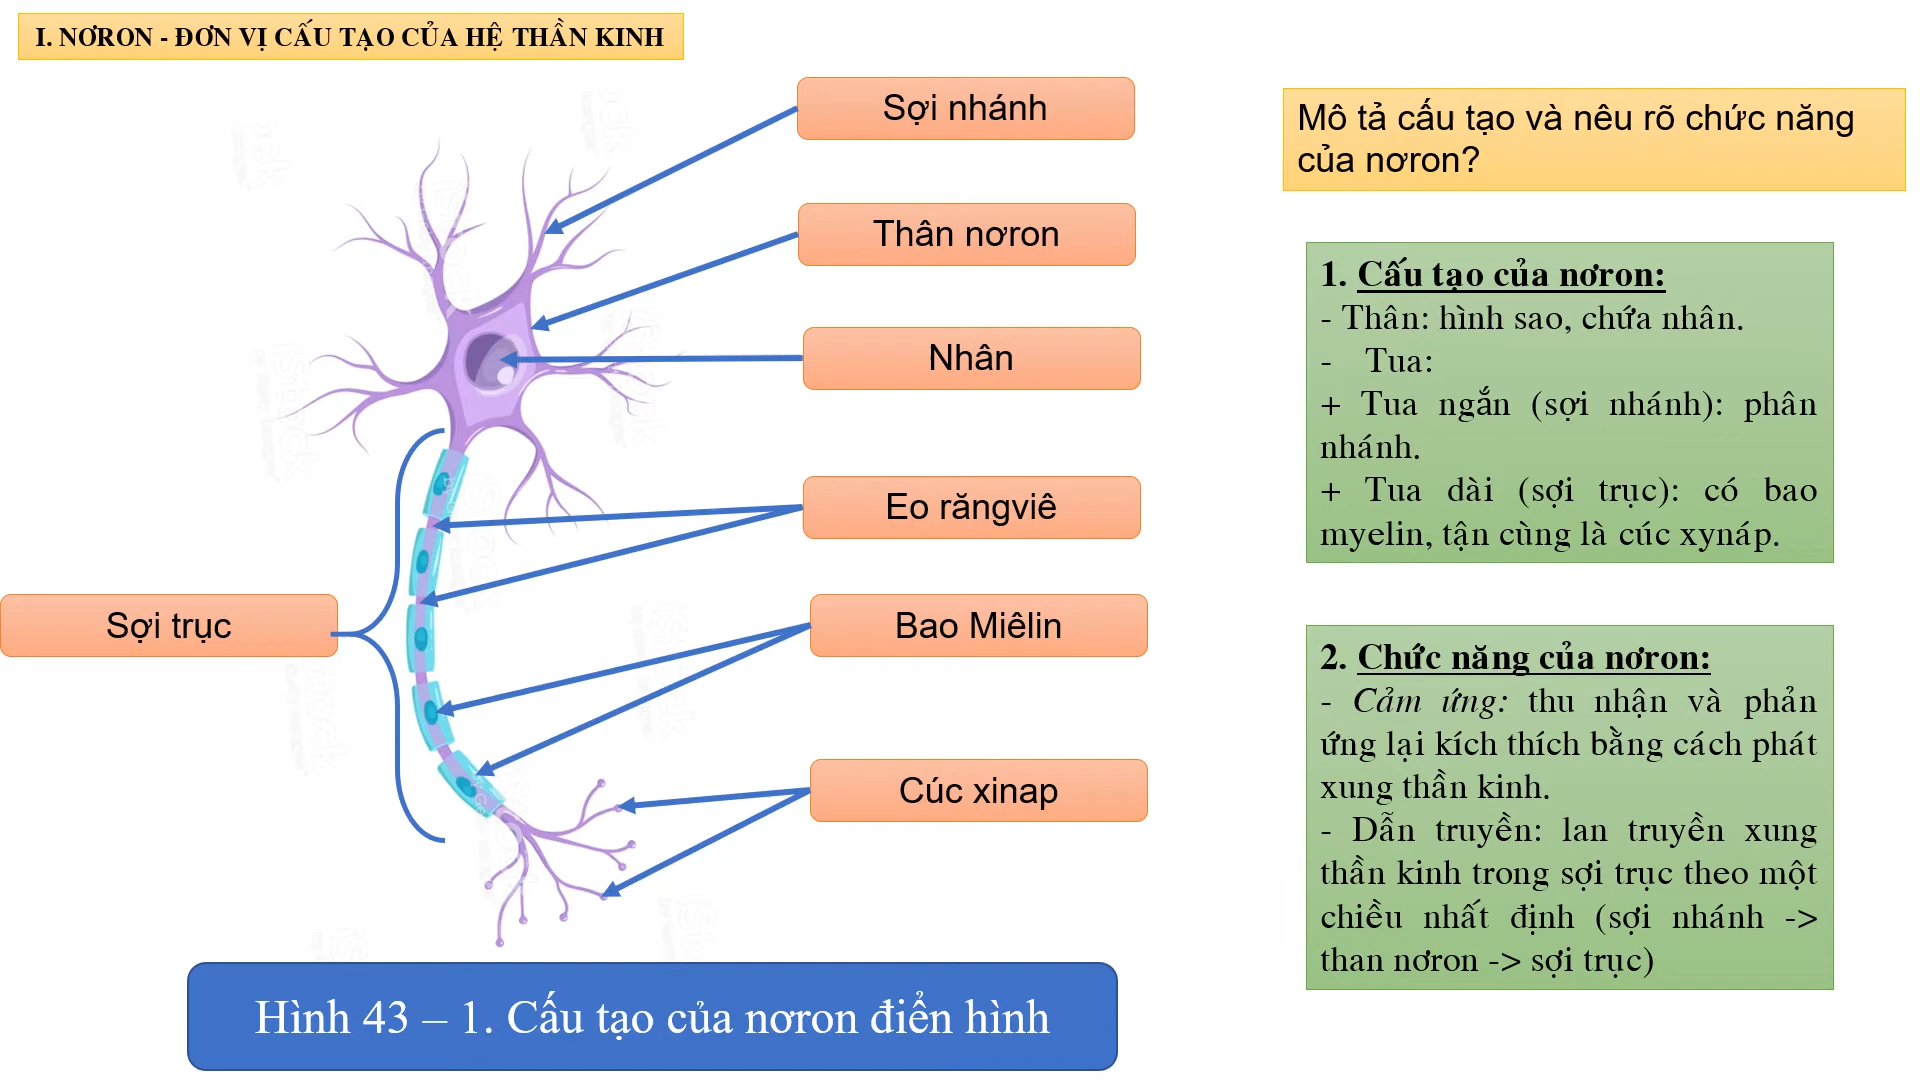 I. NƠRON - ĐƠN VỊ CẤU TẠO CỦA HỆ THẦN KINH
Sợi nhánh
Thân nơron
Nhân
Eo răngviê
Sợi trục
Bao Miêlin
Cúc xinap
Hình 43 – 1. Cấu tạo của nơron điển hình
Mô tả cấu tạo và nêu rõ chức năng
của nơron?
1. Cấu tạo của nơron:
- Thân: hình sao, chứa nhân.
- Tua:
+ Tua ngắn (sợi nhánh): phân
nhánh.
+ Tua dài (sợi trục): có bao
myelin, tận cùng là cúc xynáp.
2. Chức năng của nơron:
- Cảm ứng: thu nhận và phản
ứng lại kích thích bằng cách phát
xung thần kinh.
- Dẫn truyền: lan truyền xung
thần kinh trong sợi trục theo một
chiều nhất định (sợi nhánh ->
than nơron -> sợi trục)